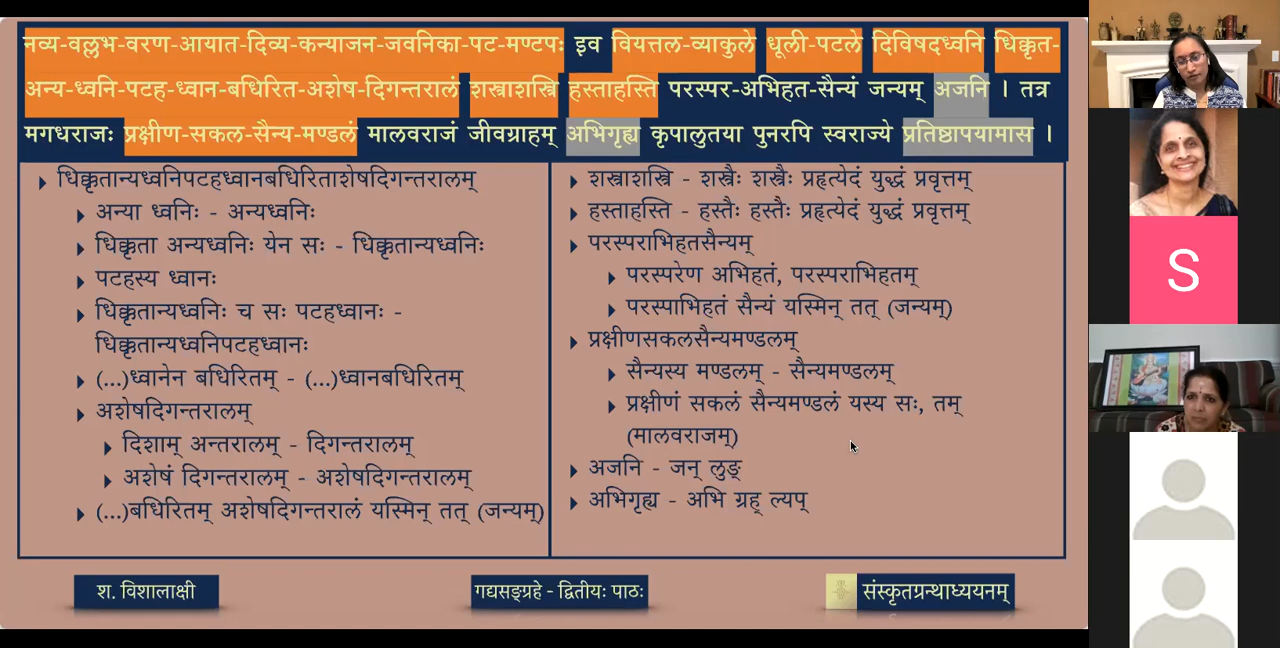 नव्य-वल्लभ-वरण-आयात-दिव्य-कन्याजन-जवनिका-पट-मण्टपः इव वियत्तल-व्याकुले धूली-पटले दिविषदध्वनि धिक्कृत-
अन्य-ध्वनि-पटह-ध्वान-बधिरित-अशेष-दिगन्तरालं शस्त्राशस्त्रि हस्ताहस्ति परस्पर-अभिहत-सैन्यं जन्यम् अजनि । तत्र
मगधराजः प्रक्षीण-सकल-सैन्य-मण्डलं मालवराजं जीवग्राहम् अभिगृह्य कृपालुतया पुनरपि स्वराज्ये प्रतिष्ठापयामास ।
धिक्कृतान्यध्वनिपटहध्वानबधिरिताशेषदिगन्तरालम्
अन्या ध्वनिः - अन्यध्वनिः
धिक्कृता अन्यध्वनिः येन सः - धिक्कृतान्यध्वनिः
पटहस्य ध्वानः
धिक्कृतान्यध्वनिः च सः पटहध्वानः -
धिक्कृतान्यध्वनिपटहध्वानः
(...)ध्वानेन बधिरितम् - (...)ध्वानबधिरितम्
अशेषदिगन्तरालम्
दिशाम् अन्तरालम् - दिगन्तरालम्
अशेषं दिगन्तरालम् - अशेषदिगन्तरालम्
(...)बधिरितम् अशेषदिगन्तरालं यस्मिन् तत् (जन्यम्)
शस्त्राशस्त्रि - शस्त्रैः शस्त्रैः प्रहृत्येदं युद्धं प्रवृत्तम्
हस्ताहस्ति - हस्तैः हस्तैः प्रहृत्येदं युद्धं प्रवृत्तम्
परस्पराभिहतसैन्यम्
परस्परेण अभिहतं, परस्पराभिहतम्
परस्पाभिहतं सैन्यं यस्मिन् तत् (जन्यम्)
प्रक्षीणसकलसैन्यमण्डलम्
सैन्यस्य मण्डलम् - सैन्यमण्डलम्
प्रक्षीणं सकलं सैन्यमण्डलं यस्य सः, तम्
(मालवराजम्)
अजनि - जन् लुङ्
अभिगृह्य - अभि ग्रह् ल्यप्
श. विशालाक्षी
गद्यसङ्ग्रहे - द्वितीयः पाठः
संस्कृतग्रन्थाध्ययनम्
S